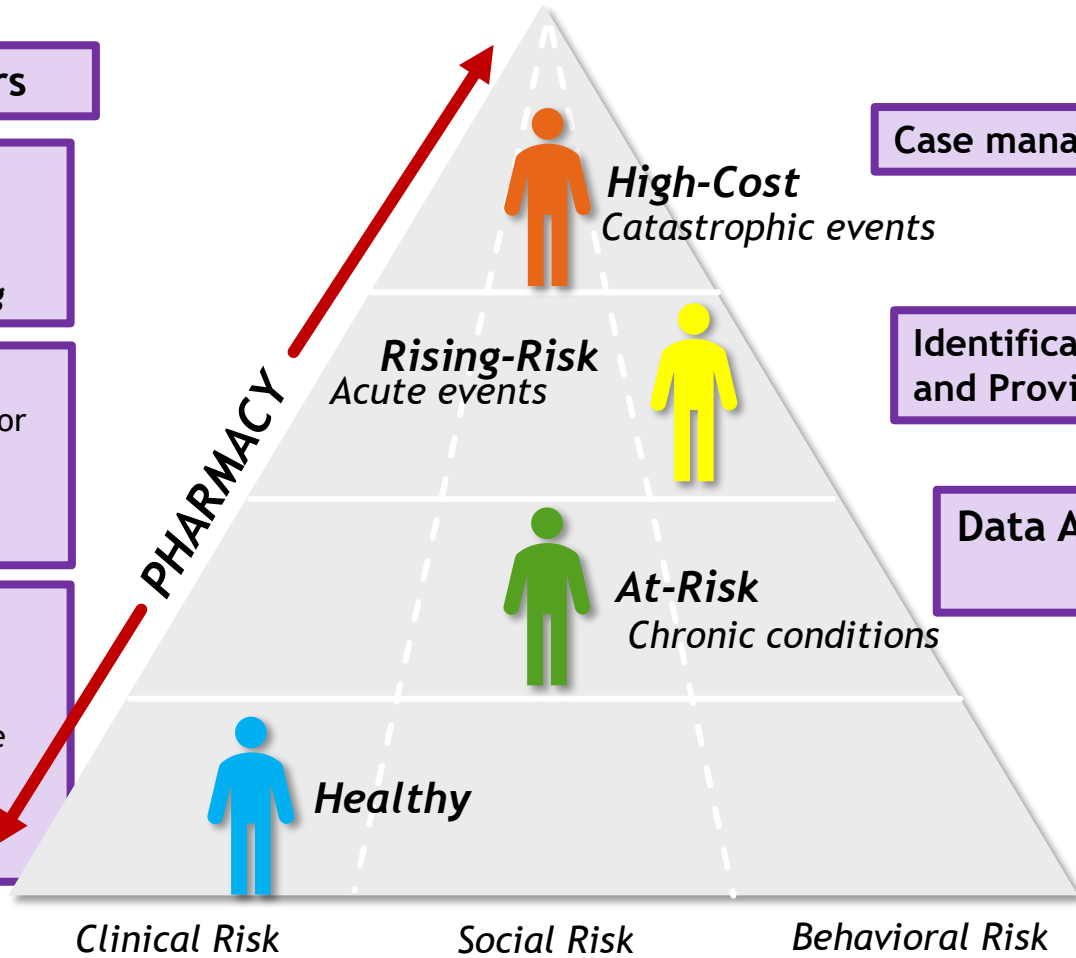 rs
Case mana
High-Cost
Catastrophic events
g
Identifica
and Provi
Rising-Risk
Acute events
or
PHARMACY
Data A
At-Risk
Chronic conditions
e
Healthy
Clinical Risk
Social Risk
Behavioral Risk